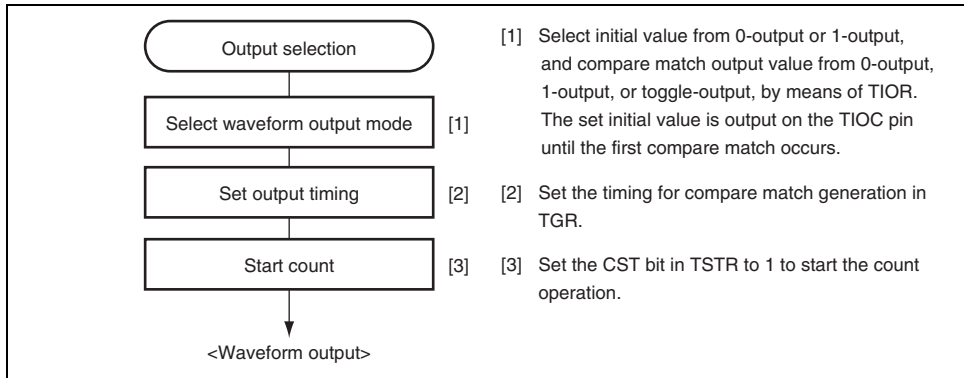 Output selection
Select waveform output mode
[1]
Set output timing
[2]
Start count
[3]
<Waveform output>
[1] Select initial value from 0-output or 1-output,
and compare match output value from 0-output,
1-output, or toggle-output, by means of TIOR.
The set initial value is output on the TIOC pin
until the first compare match occurs.
[2] Set the timing for compare match generation in
TGR.
[3] Set the CST bit in TSTR to 1 to start the count
operation.